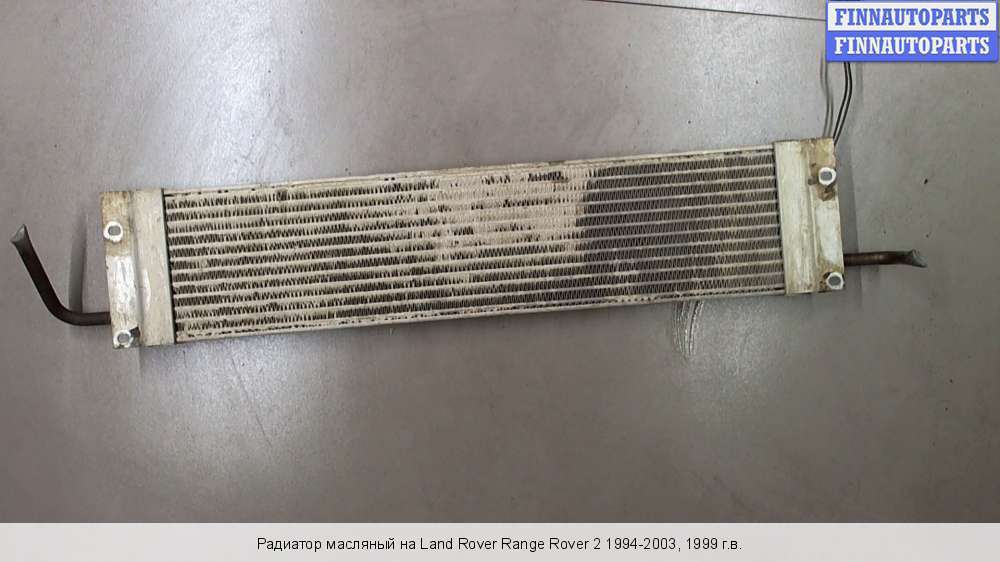 FINNAUTOPARTS
FINNAUTOPARTS
Радиатор масляный на Land Rover Range Rover 2 1994-2003, 1999 г.в.